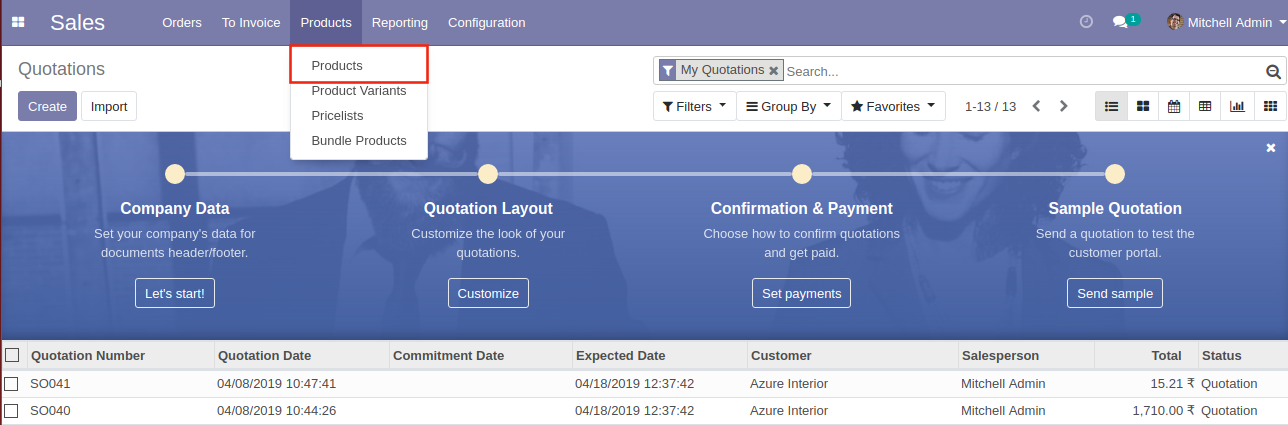 Sales Orders To Invoice Products Reporting Configuration 1 Mitchell Admin
Quotations
My Quotations Search...
Create Import
Filters Group By Favorites 1-13 / 13
Products
Product Variants
Pricelists
Bundle Products
Company Data
Set your company's data for
documents header/footer.
Let's start!
Quotation Layout
Customize the look of your
quotations.
Customize
Confirmation & Payment
Choose how to confirm quotations
and get paid.
Set payments
Sample Quotation
Send a quotation to test the
customer portal.
Send sample
Quotation Number Quotation Date Commitment Date Expected Date Customer Salesperson Total Status
SO041 04/08/2019 10:47:41 04/18/2019 12:37:42 Azure Interior Mitchell Admin 15.21 ₹ Quotation
SO040 04/08/2019 10:44:26 04/18/2019 12:37:42 Azure Interior Mitchell Admin 1,710.00 ₹ Quotation